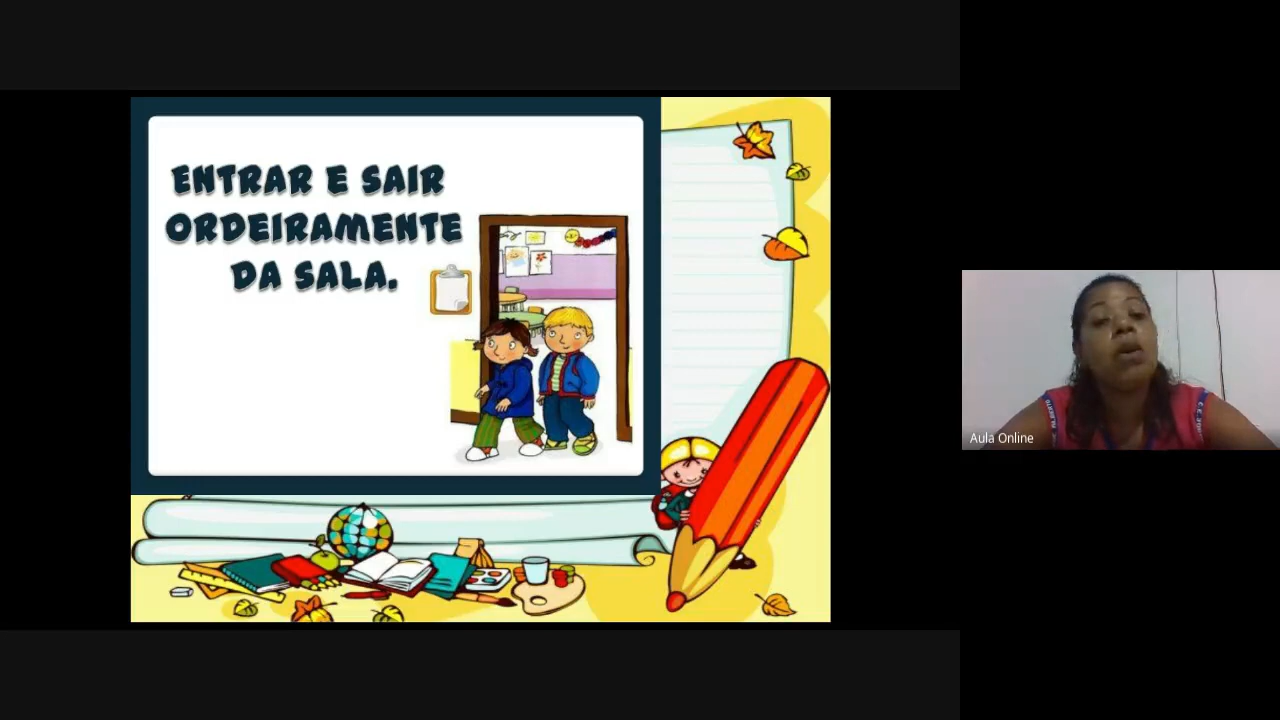 ENTRAR E SAIR
ORDEIRAMENTE
DA SALA.
Aula Online